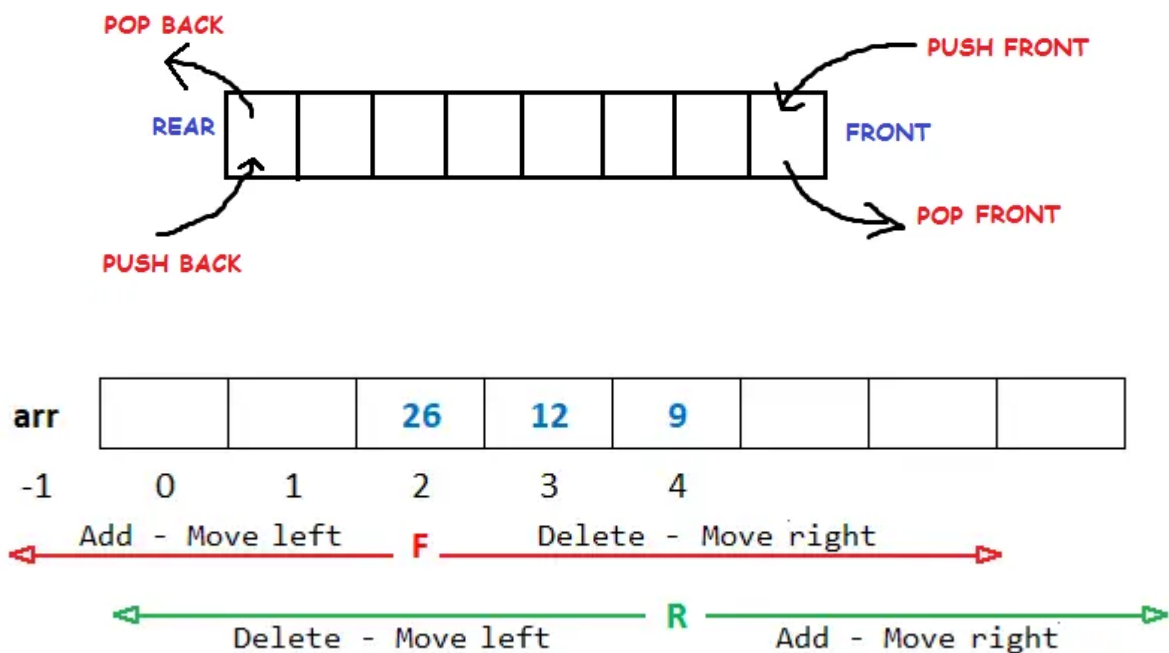 POP BACK
PUSH FRONT
REAR
FRONT
POP FRONT
PUSH BACK
arr 26 12 9
-1 0 1 2 3 4
Add - Move left F Delete - Move right
R
Delete - Move left Add - Move right